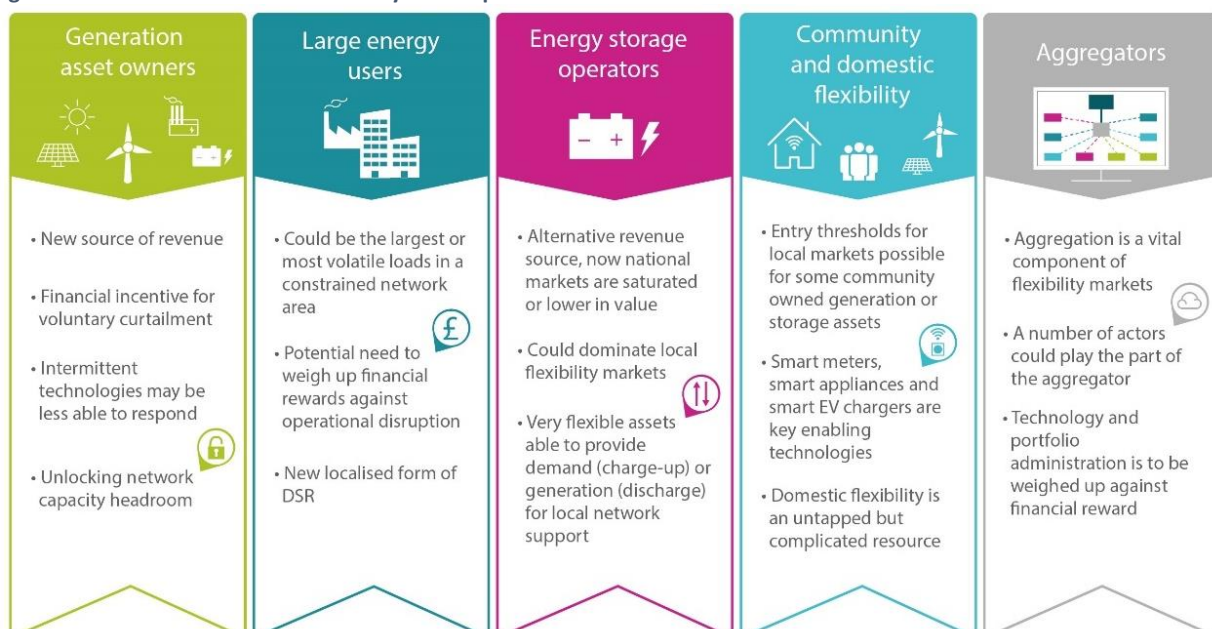 Generation
asset owners
• New source of revenue
• Financial incentive for
voluntary curtailment
• Intermittent
technologies may be
less able to respond
• Unlocking network
capacity headroom
Large energy
users
• Could be the largest or
most volatile loads in a
constrained network
area
£
• Potential need to
weigh up financial
rewards against
operational disruption
• New localised form of
DSR
Energy storage
operators
• Alternative revenue
source, now national
markets are saturated
or lower in value
• Could dominate local
flexibility markets
• Very flexible assets
able to provide
demand (charge-up) or
generation (discharge)
for local network
support
Community
and domestic
flexibility
• Entry thresholds for
local markets possible
for some community
owned generation or
storage assets
• Smart meters,
smart appliances and
smart EV chargers are
key enabling
technologies
• Domestic flexibility is
an untapped but
complicated resource
Aggregators
• Aggregation is a vital
component of
flexibility markets
• A number of actors
could play the part of
the aggregator
• Technology and
portfolio
administration is to be
weighed up against
financial reward